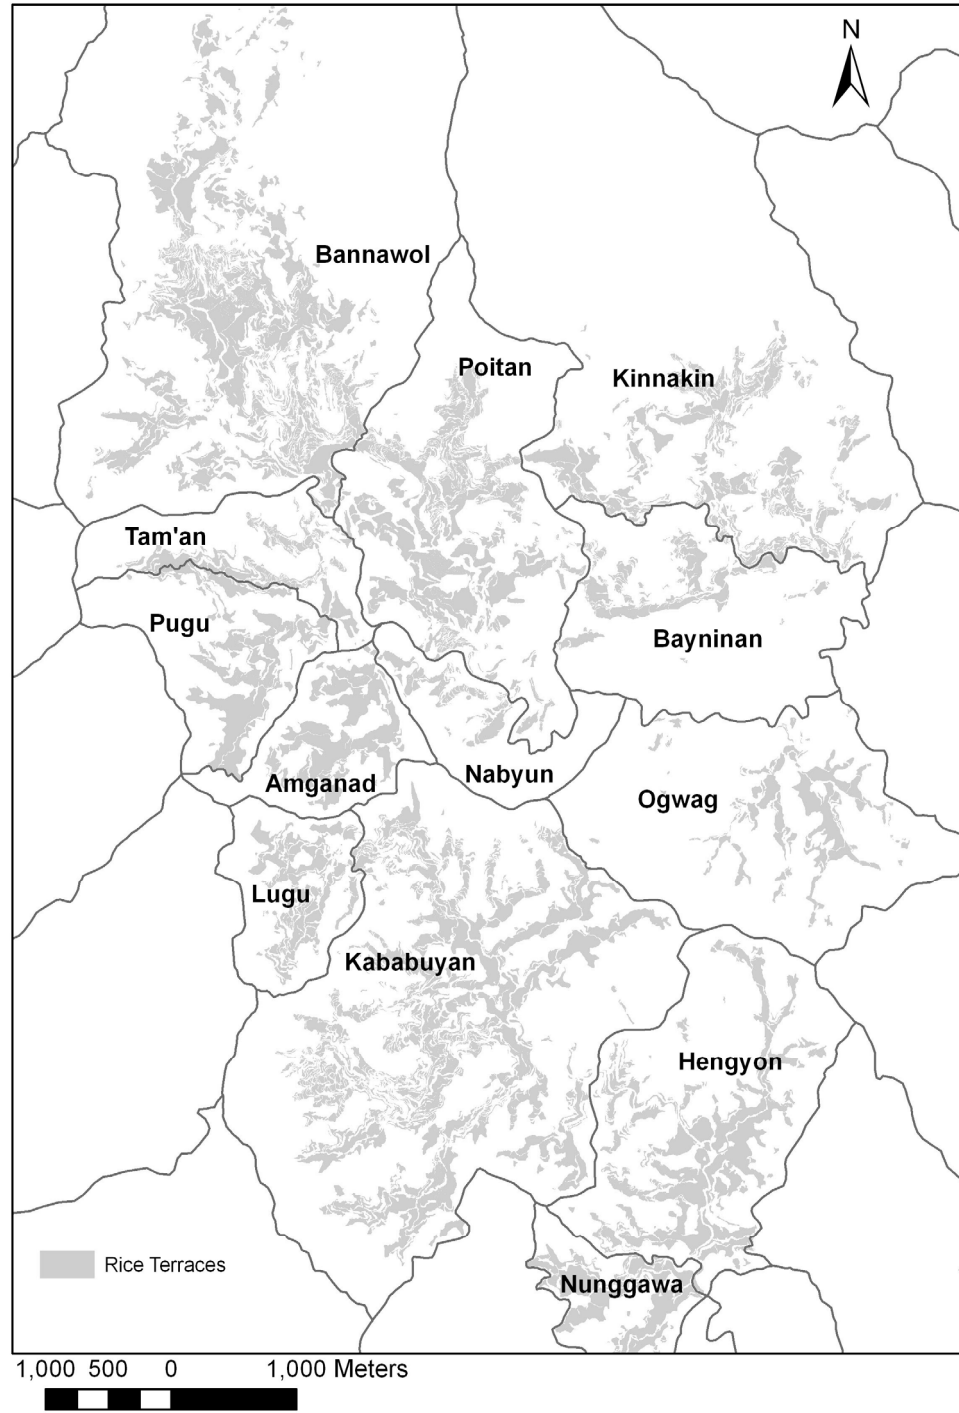 N
Bannawol
Poitan
Kinnakin
Tam'an
Pugu
Bayninan
Amganad
Nabyun
Ogwag
Lugu
Kababuyan
Hengyon
Rice Terraces
Nunggawa
1,000 500 0 1,000 Meters